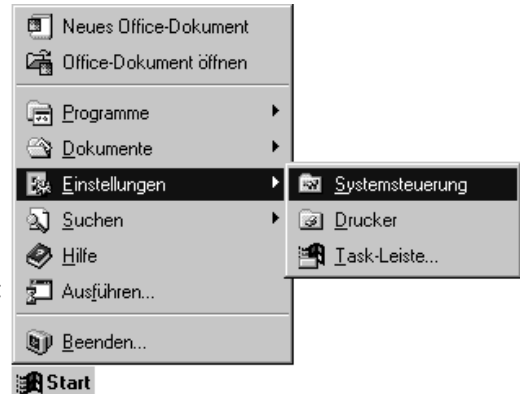 Neues Office-Dokument
Office-Dokument öffnen
Programme
Dokumente
Einstellungen
Suchen
Hilfe
Ausführen...
Beenden...
Start
Systemsteuerung
Drucker
Task-Leiste...